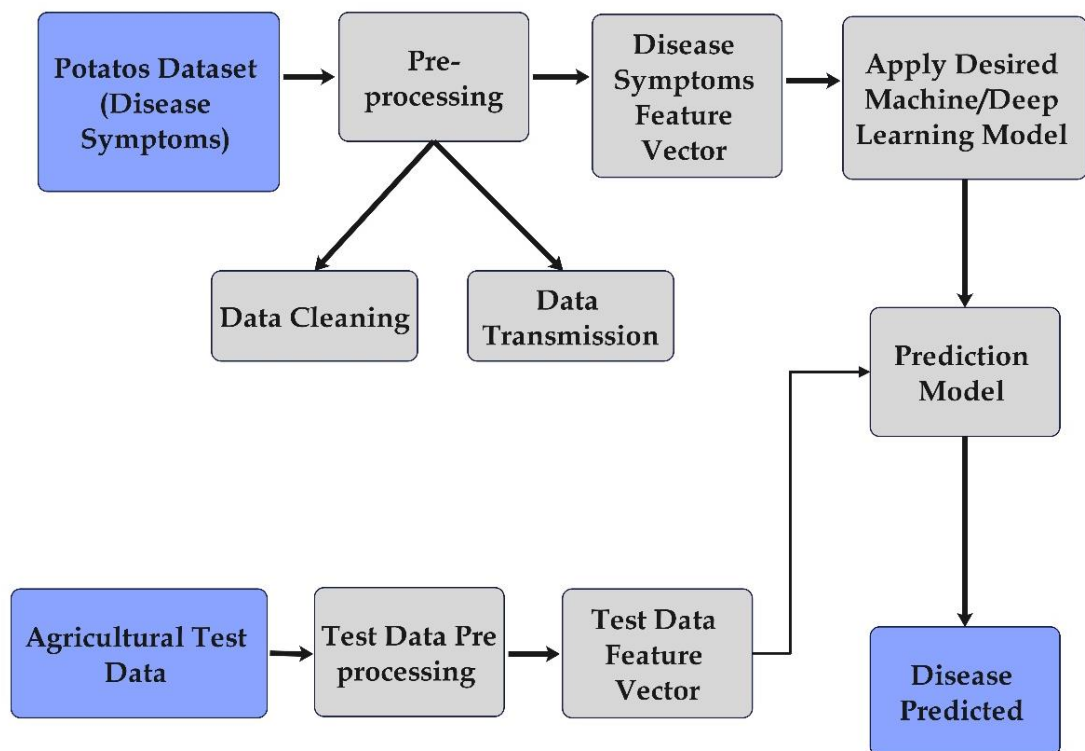 Potatos Dataset
(Disease
Symptoms)
Pre-
processing
Disease
Symptoms
Feature
Vector
Apply Desired
Machine/Deep
Learning Model
Data Cleaning
Data
Transmission
Prediction
Model
Agricultural Test
Data
Test Data Pre
processing
Test Data
Feature
Vector
Disease
Predicted